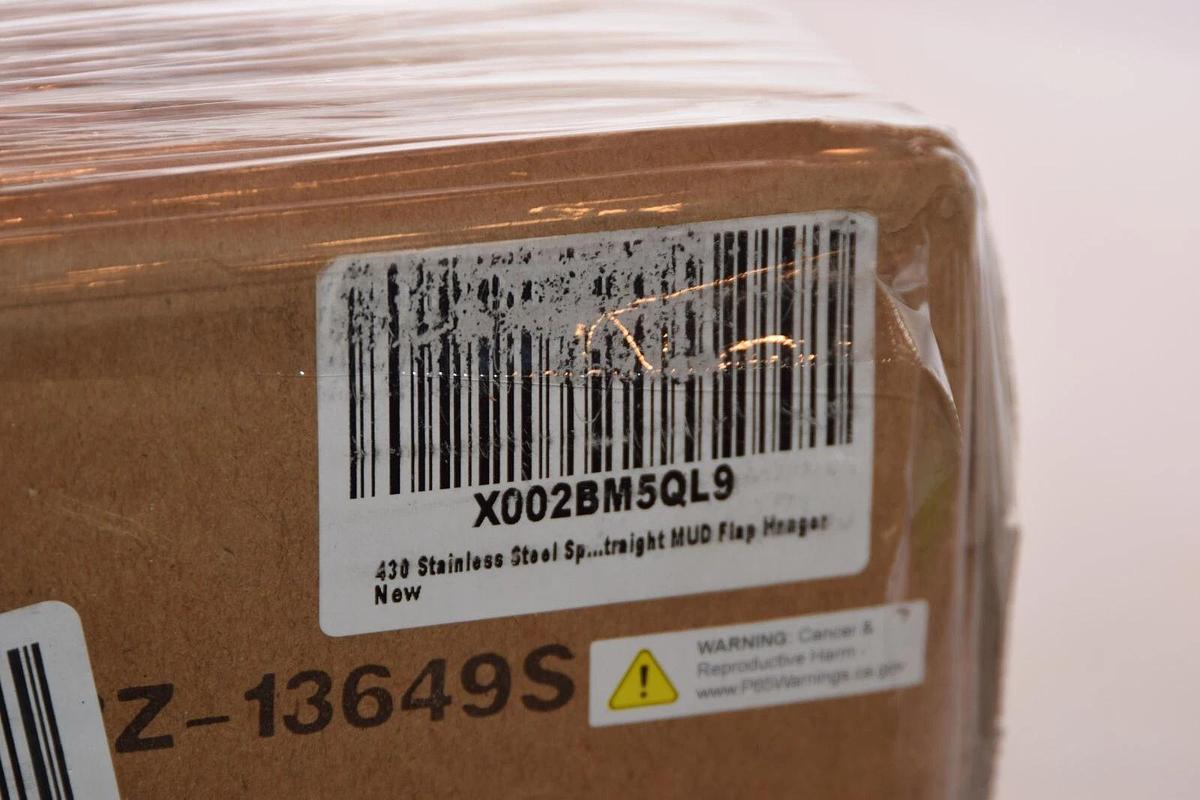 X002BM5QL9
430 Stainless Steel Sp...traight MUD Flap Hnager
New
Z-13649S
WARNING: Cancer &
Reproductive Harm -
www.P65Warnings.ca.gov